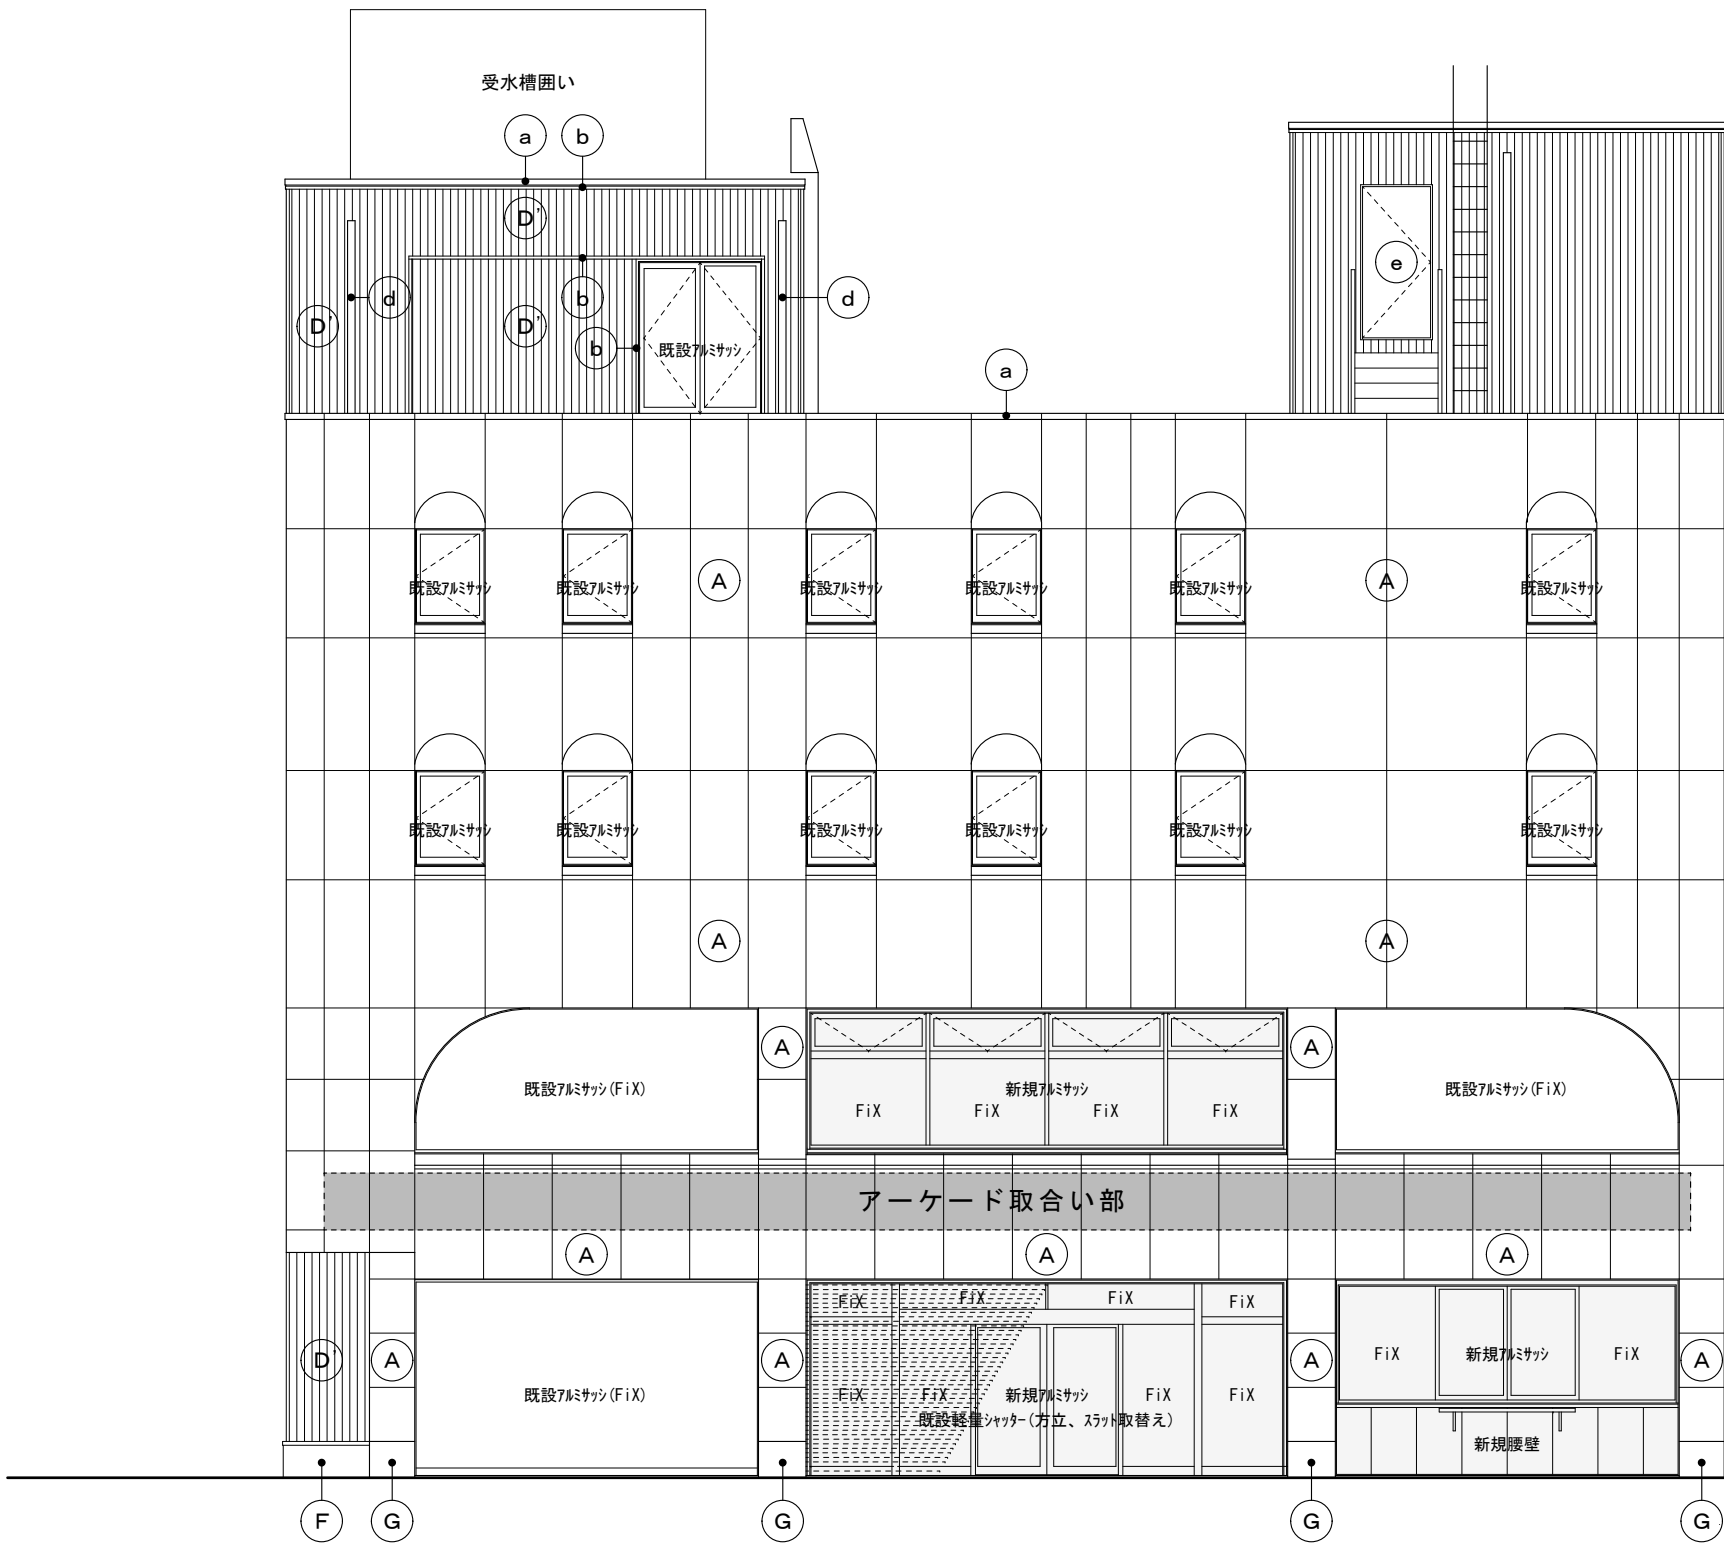 受水槽囲い
a b
D'
e
b
d d
D' D'
b
既設アルミサッシ
a
A A
既設アルミサッシ 既設アルミサッシ 既設アルミサッシ 既設アルミサッシ 既設アルミサッシ 既設アルミサッシ
既設アルミサッシ 既設アルミサッシ 既設アルミサッシ 既設アルミサッシ 既設アルミサッシ 既設アルミサッシ
A A
A A
既設アルミサッシ(FiX) 新規アルミサッシ 既設アルミサッシ(FiX)
FiX FiX FiX FiX
アーケード取合い部
A A A
FiX FiX FiX FiX
FiX 新規アルミサッシ FiX
D' A A A A
既設アルミサッシ(FiX) FiX FiX 新規アルミサッシ FiX FiX
既設軽量シャッター(方立、スラット取替え)
新規腰壁
F G G G G